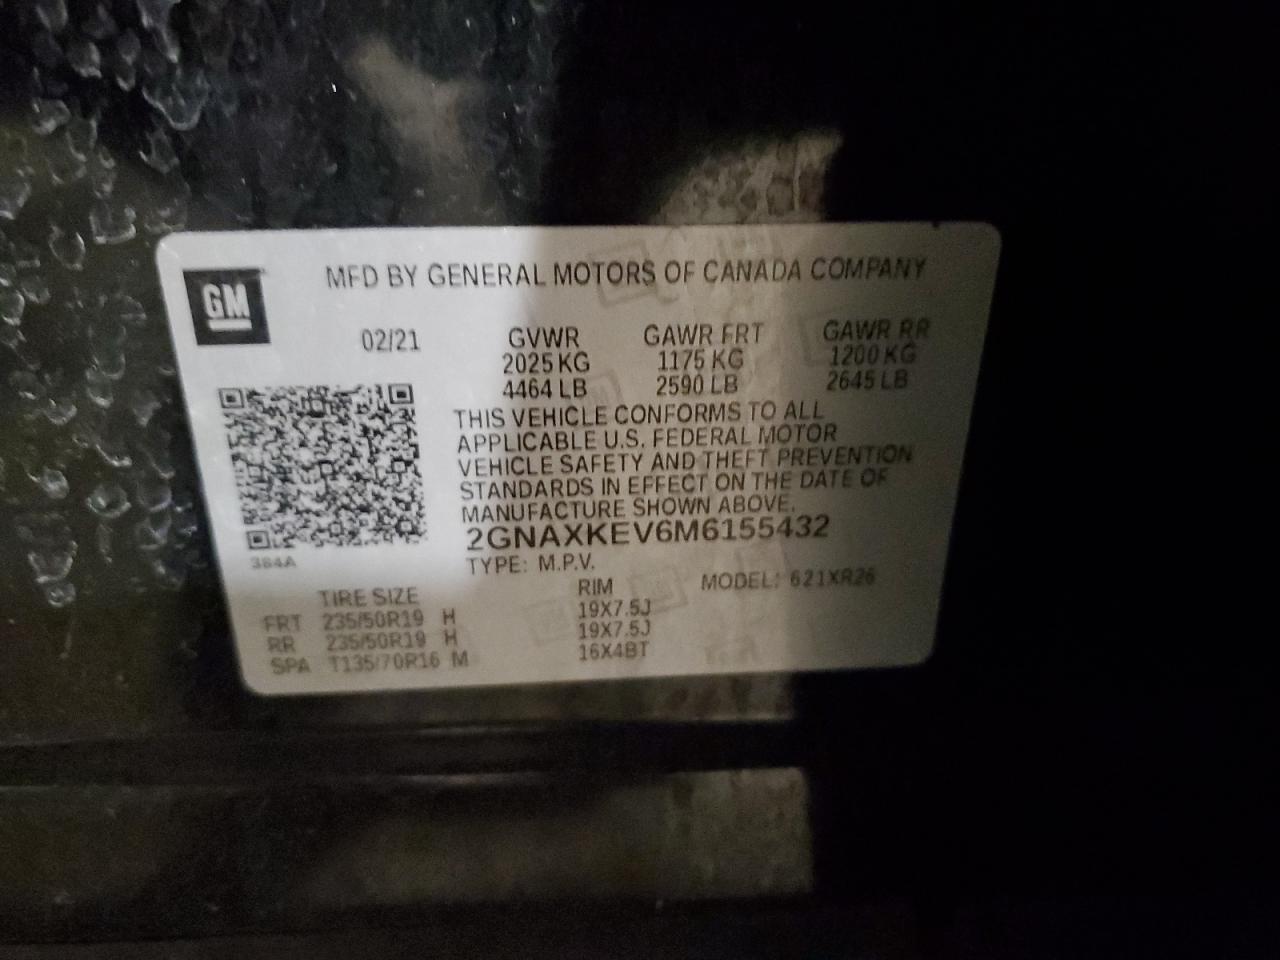 MFD BY GENERAL MOTORS OF CANADA COMPANY
GM
02/21
GVWR GAWR FRT GAWR RR
2025 KG 1175 KG 1200 KG
4464 LB 2590 LB 2645 LB
THIS VEHICLE CONFORMS TO ALL
APPLICABLE U.S. FEDERAL MOTOR
VEHICLE SAFETY AND THEFT PREVENTION
STANDARDS IN EFFECT ON THE DATE OF
MANUFACTURE SHOWN ABOVE.
2GNAXKEV6M6155432
384A
TYPE: M.P.V. MODEL: 621XR26
TIRE SIZE RIM
FRT 235/50R19 H 19X7.5J
RR 235/50R19 H 19X7.5J
SPA T135/70R16 M 16X4BT